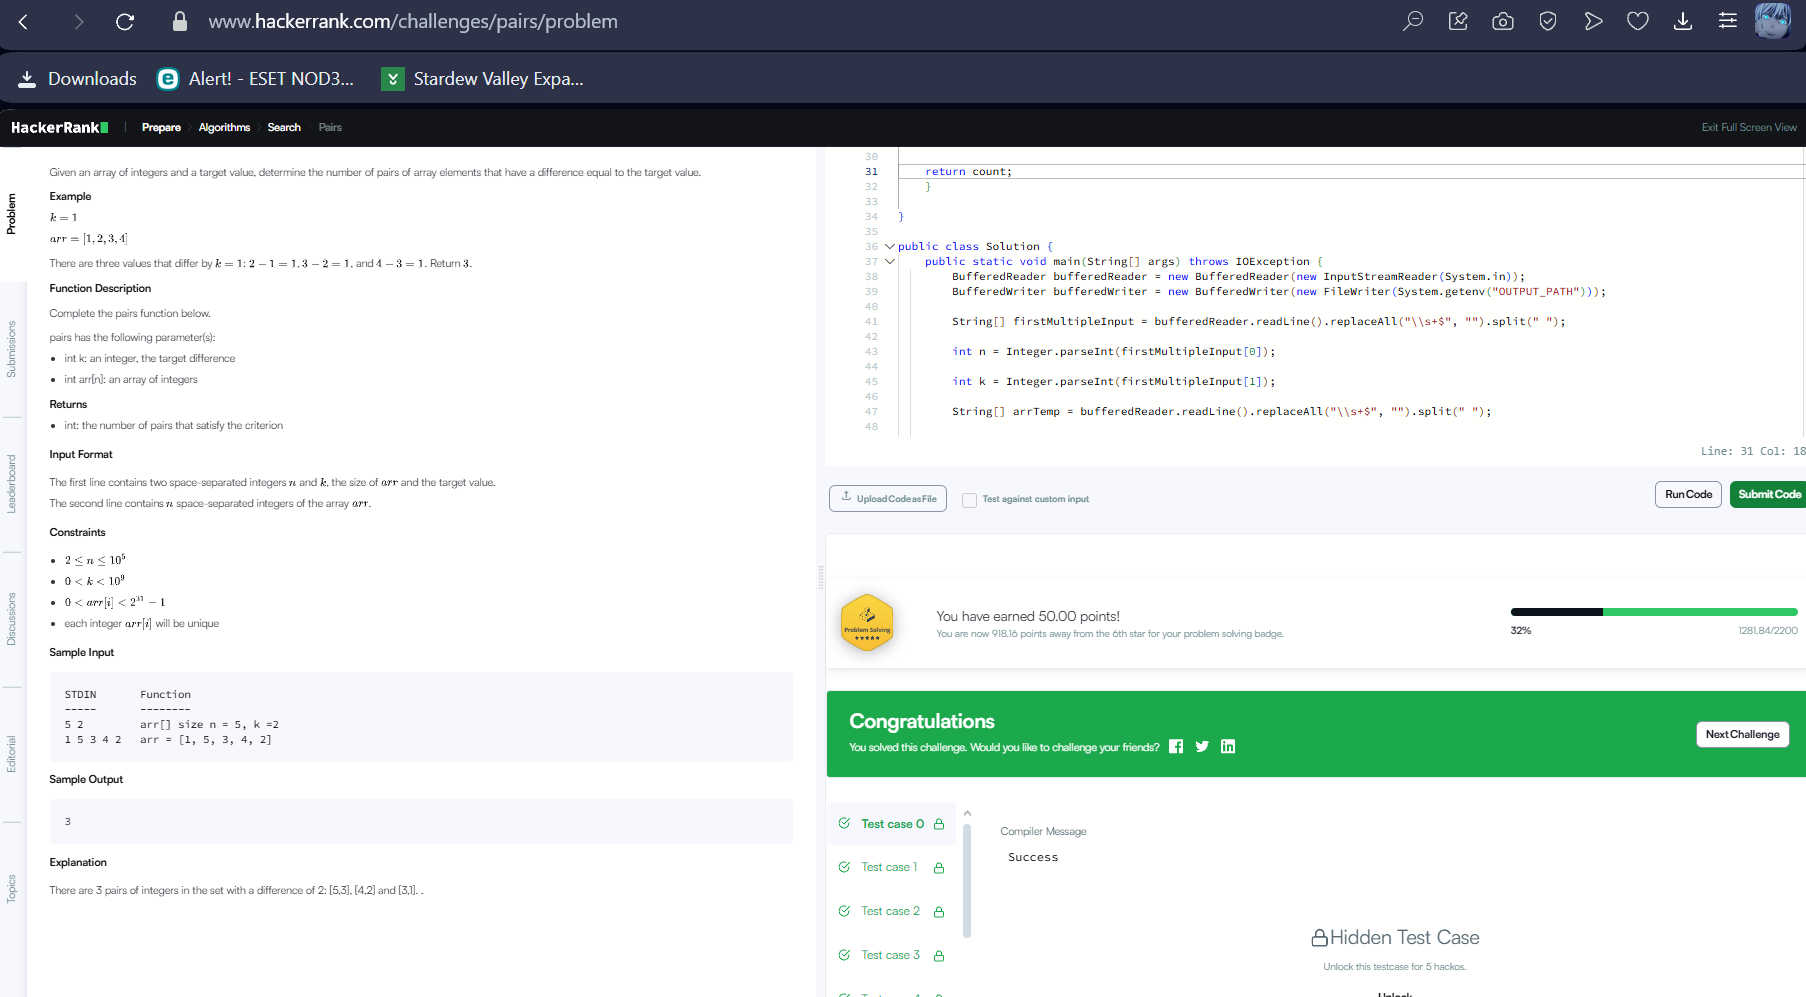 www.hackerrank.com/challenges/pairs/problem
Downloads
Alert! - ESET NOD3...
Stardew Valley Expa...
HackerRank
Prepare
Algorithms
Search
Pairs
Exit Full Screen View
Problem
Submissions
Leaderboard
Discussions
Editorial
Topics
Given an array of integers and a target value, determine the number of pairs of array elements that have a difference equal to the target value.
Example
k = 1
arr = [1, 2, 3, 4]
There are three values that differ by k = 1: 2 − 1 = 1, 3 − 2 = 1, and 4 − 3 = 1. Return 3.
Function Description
Complete the pairs function below.
pairs has the following parameter(s):
• int k: an integer, the target difference
• int arr[n]: an array of integers
Returns
• int: the number of pairs that satisfy the criterion
Input Format
The first line contains two space-separated integers n and k, the size of arr and the target value.
The second line contains n space-separated integers of the array arr.
Constraints
• 2 ≤ n ≤ 10⁵
• 0 < k < 10⁹
• 0 < arr[i] < 2³¹ − 1
• each integer arr[i] will be unique
Sample Input
STDIN Function
----- --------
5 2 arr[] size n = 5, k =2
1 5 3 4 2 arr = [1, 5, 3, 4, 2]
Sample Output
3
Explanation
There are 3 pairs of integers in the set with a difference of 2: [5,3], [4,2] and [3,1]. .
30
31 return count;
32 }
33
34 }
35
36 public class Solution {
37 public static void main(String[] args) throws IOException {
38 BufferedReader bufferedReader = new BufferedReader(new InputStreamReader(System.in));
39 BufferedWriter bufferedWriter = new BufferedWriter(new FileWriter(System.getenv("OUTPUT_PATH")));
40
41 String[] firstMultipleInput = bufferedReader.readLine().replaceAll("\\s+$", "").split(" ");
42
43 int n = Integer.parseInt(firstMultipleInput[0]);
44
45 int k = Integer.parseInt(firstMultipleInput[1]);
46
47 String[] arrTemp = bufferedReader.readLine().replaceAll("\\s+$", "").split(" ");
48
Line: 31 Col: 18
Upload Code as File
Test against custom input
Run Code
Submit Code
Problem Solving
You have earned 50.00 points!
You are now 918.16 points away from the 6th star for your problem solving badge.
32%
1281.84/2200
Congratulations
You solved this challenge. Would you like to challenge your friends?
Next Challenge
Test case 0
Test case 1
Test case 2
Test case 3
Compiler Message
Success
Hidden Test Case
Unlock this testcase for 5 hackos.
Unlock